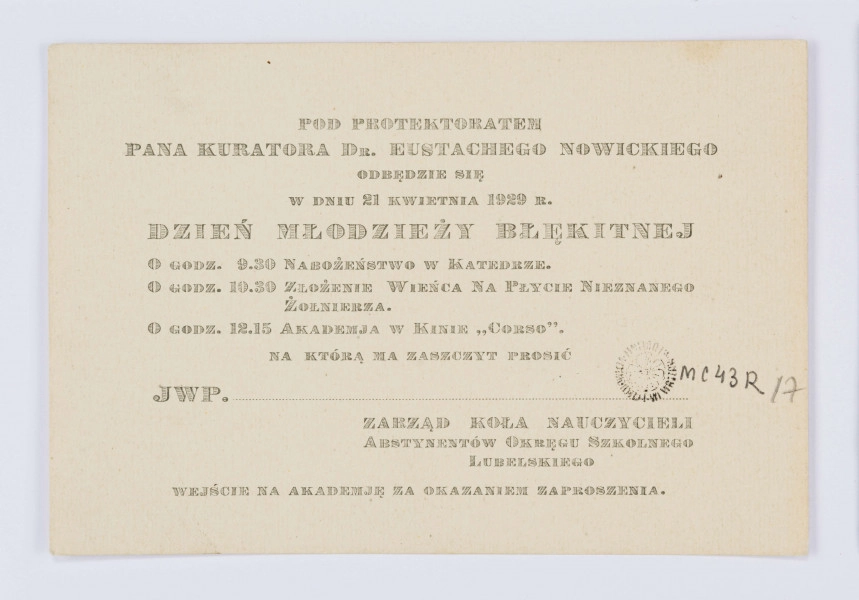 POD PROTEKTORATEM
PANA KURATORA DR. EUSTACHEGO NOWICKIEGO
ODBĘDZIE SIĘ
W DNIU 21 KWIETNIA 1929 R.
DZIEŃ MŁODZIEŻY BŁĘKITNEJ
O GODZ. 9.30 NABOŻEŃSTWO W KATEDRZE.
O GODZ. 10.30 ZŁOŻENIE WIEŃCA NA PŁYCIE NIEZNANEGO
ŻOŁNIERZA.
O GODZ. 12.15 AKADEMJA W KINIE „CORSO”.
NA KTÓRĄ MA ZASZCZYT PROSIĆ
MC43R/7
JWP.
ZARZĄD KOŁA NAUCZYCIELI
ABSTYNENTÓW OKRĘGU SZKOLNEGO
LUBELSKIEGO
WEJŚCIE NA AKADEMJĘ ZA OKAZANIEM ZAPROSZENIA.